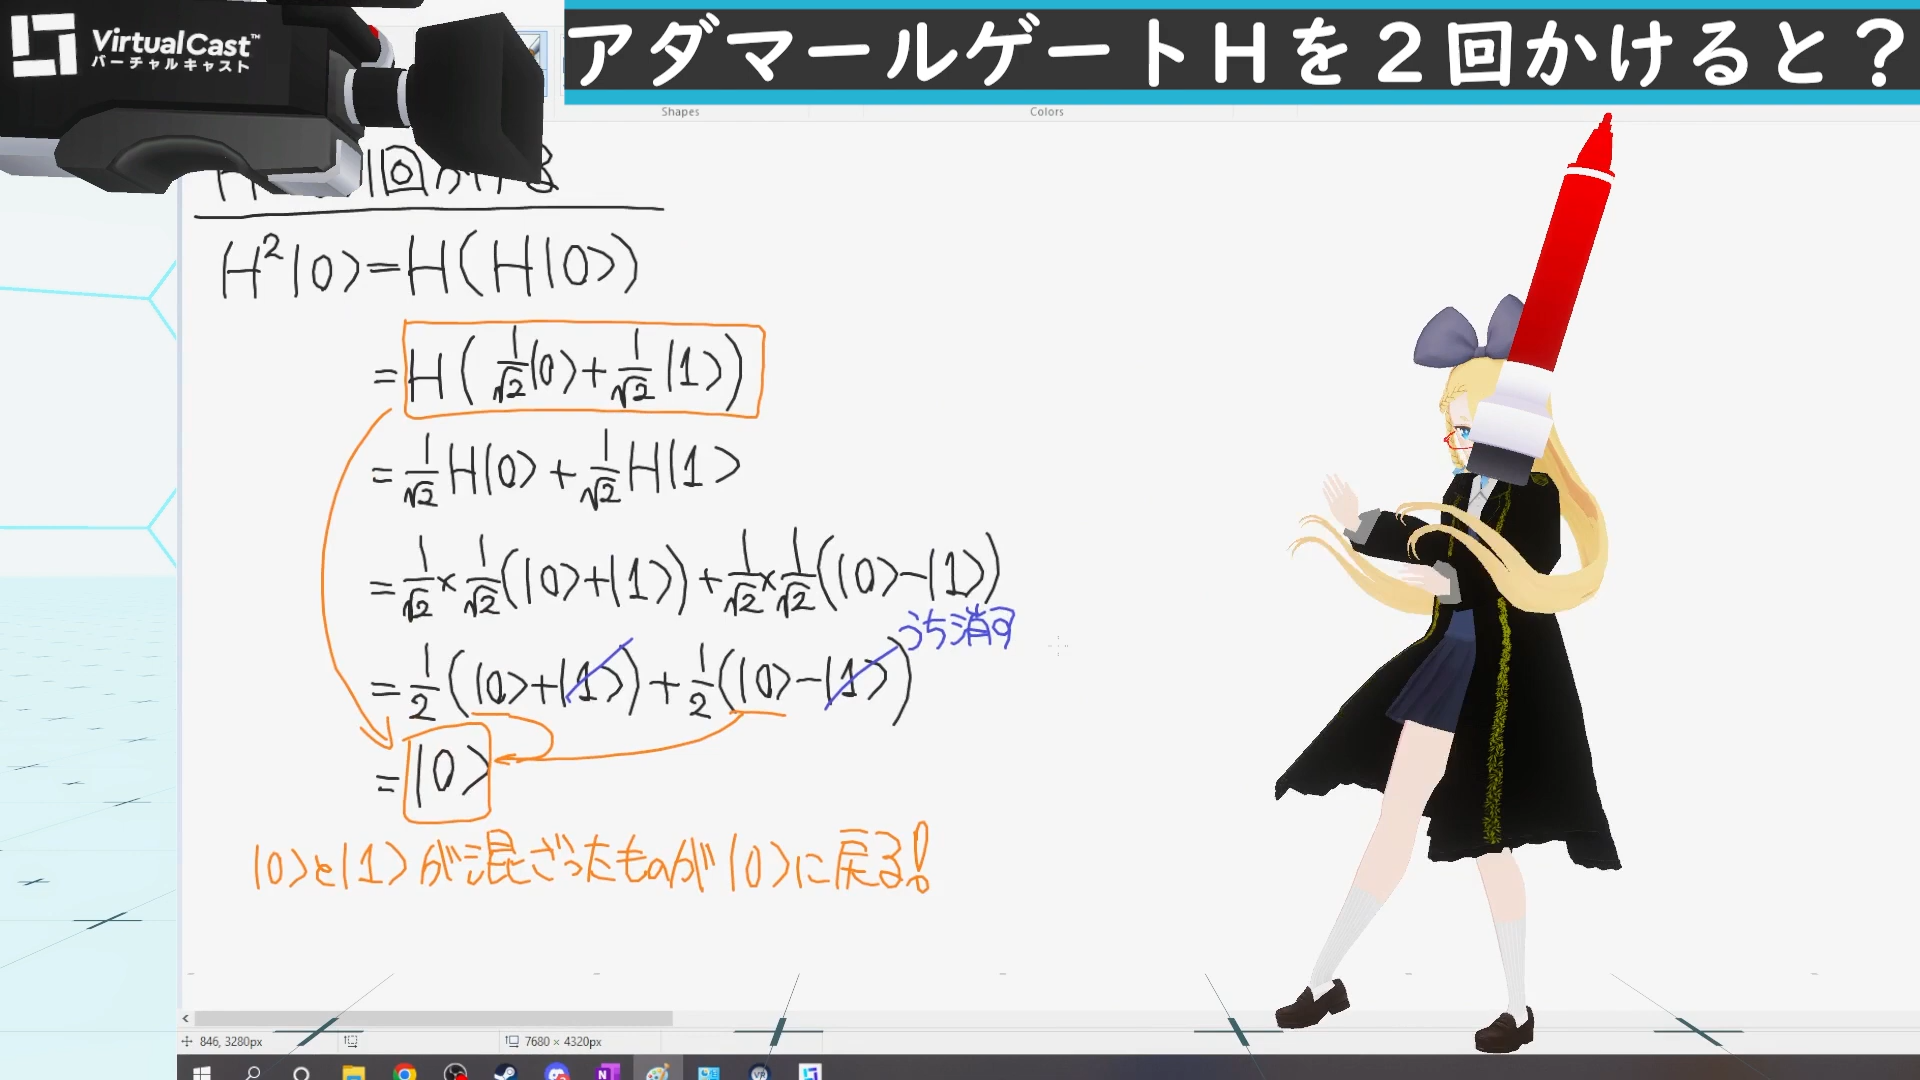 VirtualCast™
バーチャルキャスト
アダマールゲートHを2回かけると？
Shapes
Colors
H²|0>=H(H|0>)
=H(1/√2|0>+1/√2|1>)
=1/√2H|0>+1/√2H|1>
=1/√2×1/√2(|0>+|1>)+1/√2×1/√2(|0>-|1>)
うち消す
=1/2(|0>+|1>)+1/2(|0>-|1>)
=|0>
|0>と|1>が混ざったものが|0>に戻る!
846, 3280px
7680 × 4320px